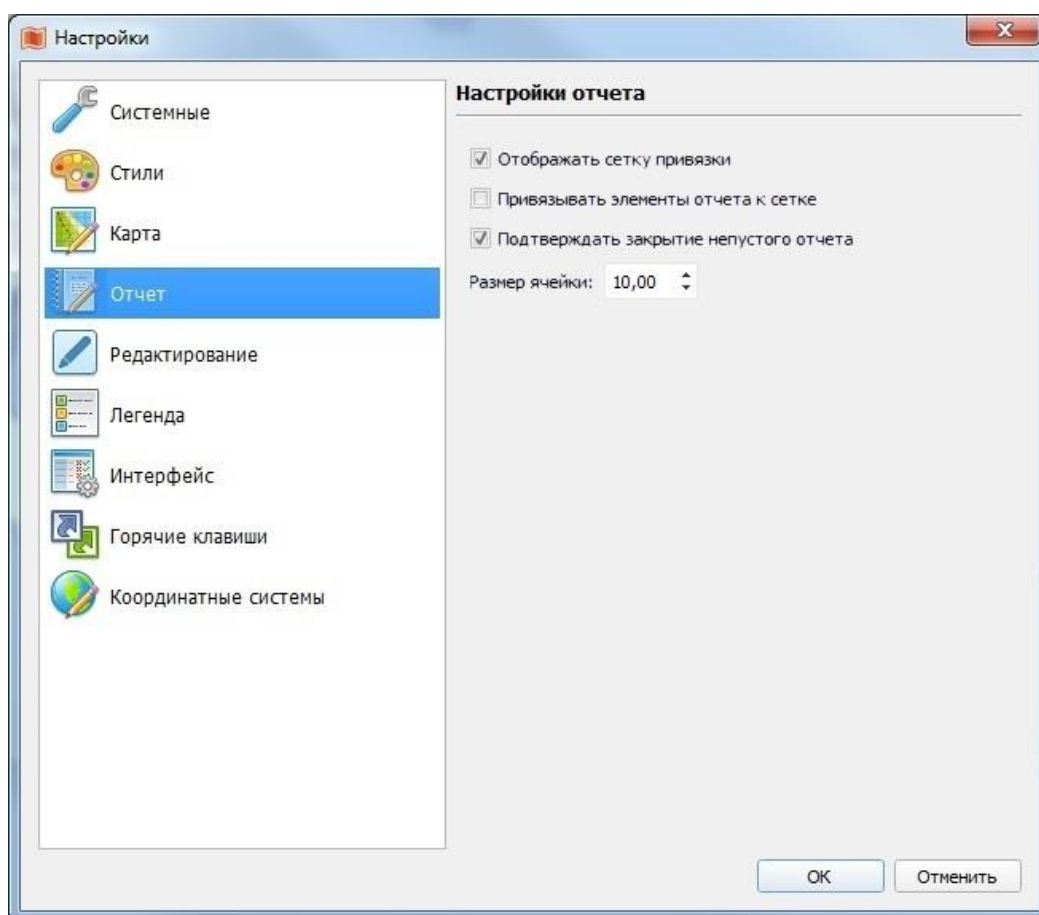 Настройки
Системные
Стили
Карта
Отчет
Редактирование
Легенда
Интерфейс
Горячие клавиши
Координатные системы
Настройки отчета
Отображать сетку привязки
Привязывать элементы отчета к сетке
Подтверждать закрытие непустого отчета
Размер ячейки: 10,00
OK
Отменить